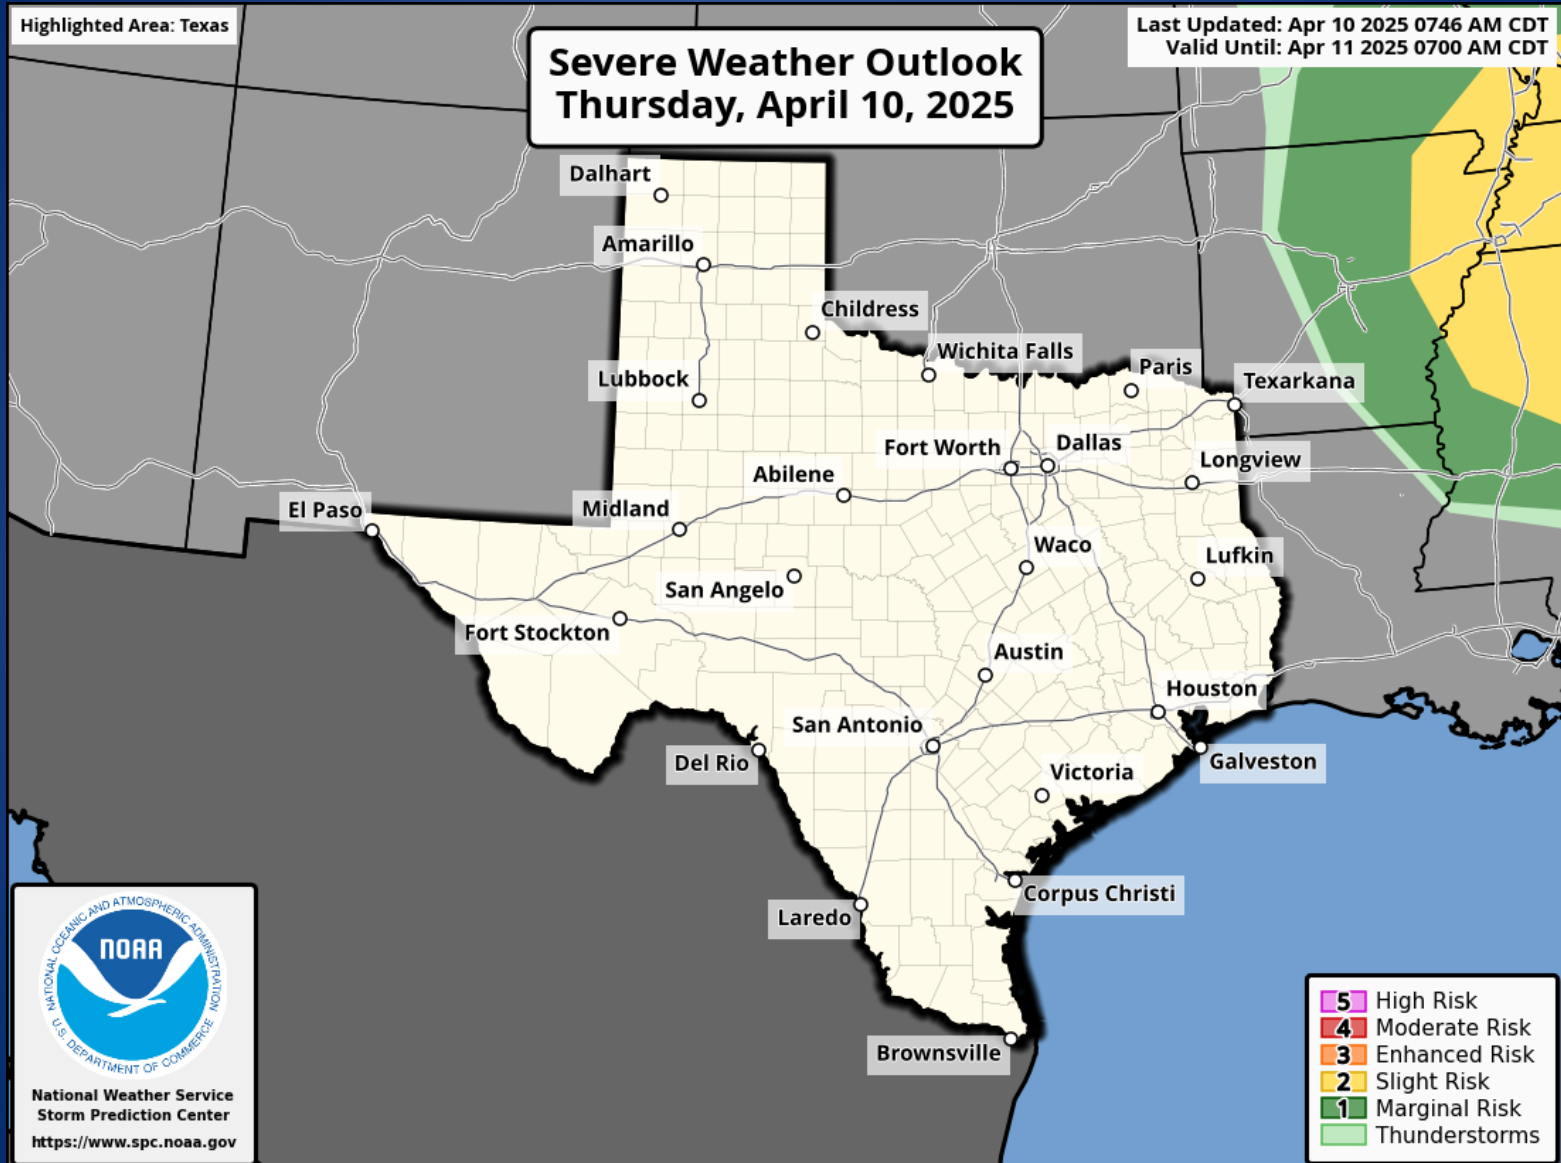 Highlighted Area: Texas
Severe Weather Outlook
Thursday, April 10, 2025
Last Updated: Apr 10 2025 0746 AM CDT
Valid Until: Apr 11 2025 0700 AM CDT
Dalhart
Amarillo
Childress
Wichita Falls
Paris
Lubbock
Texarkana
Fort Worth
Dallas
Longview
Abilene
El Paso
Midland
Waco
Lufkin
San Angelo
Fort Stockton
Austin
Houston
San Antonio
Del Rio
Galveston
Victoria
Corpus Christi
Laredo
Brownsville
NATIONAL OCEANIC AND ATMOSPHERIC ADMINISTRATION
NOAA
U.S. DEPARTMENT OF COMMERCE
National Weather Service
Storm Prediction Center
https://www.spc.noaa.gov
5 High Risk
4 Moderate Risk
3 Enhanced Risk
2 Slight Risk
1 Marginal Risk
Thunderstorms